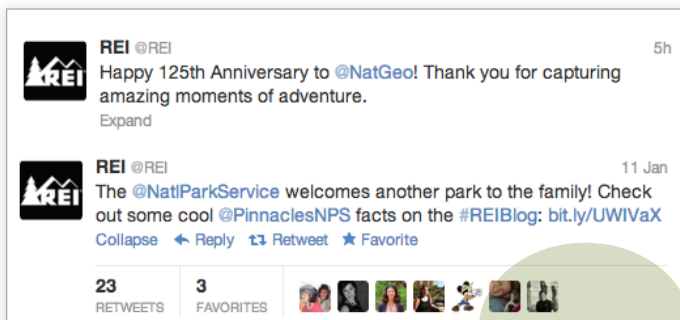 REI @REI 5h
Happy 125th Anniversary to @NatGeo! Thank you for capturing
amazing moments of adventure.
Expand
REI @REI 11 Jan
The @NatlParkService welcomes another park to the family! Check
out some cool @PinnaclesNPS facts on the #REIBlog: bit.ly/UWIVaX
Collapse Reply Retweet Favorite
23 3
RETWEETS FAVORITES
REI
REI